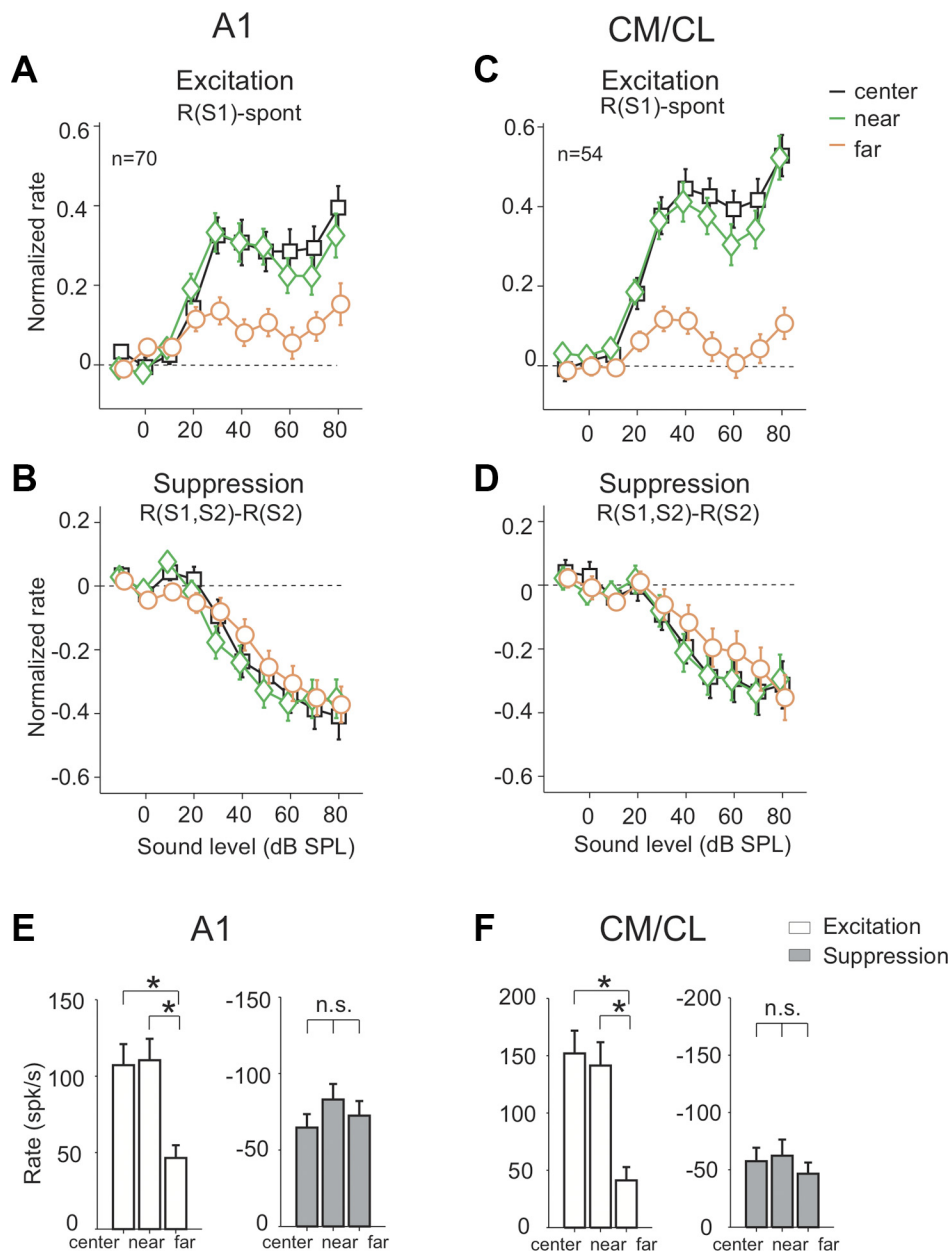 A1
CM/CL
A
Excitation
R(S1)-spont
n=70
Normalized rate
0.6
0.4
0.2
0
0 20 40 60 80
C
Excitation
R(S1)-spont
n=54
0.6
0.4
0.2
0
0 20 40 60 80
center
near
far
B
Suppression
R(S1,S2)-R(S2)
Normalized rate
0.2
0
-0.2
-0.4
-0.6
0 20 40 60 80
Sound level (dB SPL)
D
Suppression
R(S1,S2)-R(S2)
0.2
0
-0.2
-0.4
-0.6
0 20 40 60 80
Sound level (dB SPL)
E
A1
Rate (spk/s)
150
100
50
0
* *
center near far
-150
-100
-50
0
n.s.
center near far
F
CM/CL
Excitation
Suppression
200
150
100
50
0
* *
center near far
-200
-150
-100
-50
0
n.s.
center near far